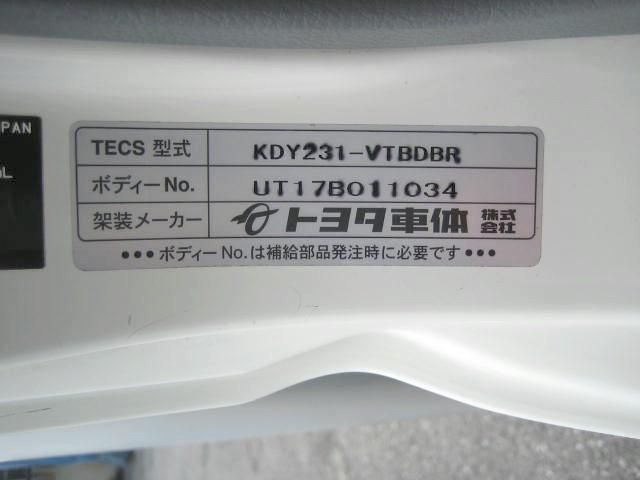 PAN
TECS 型式 KDY231-VTBDBR
ボディーNo. UT17B011034
架装メーカー トヨタ車体 株式会社
•••ボディーNo.は補給部品発注時に必要です•••